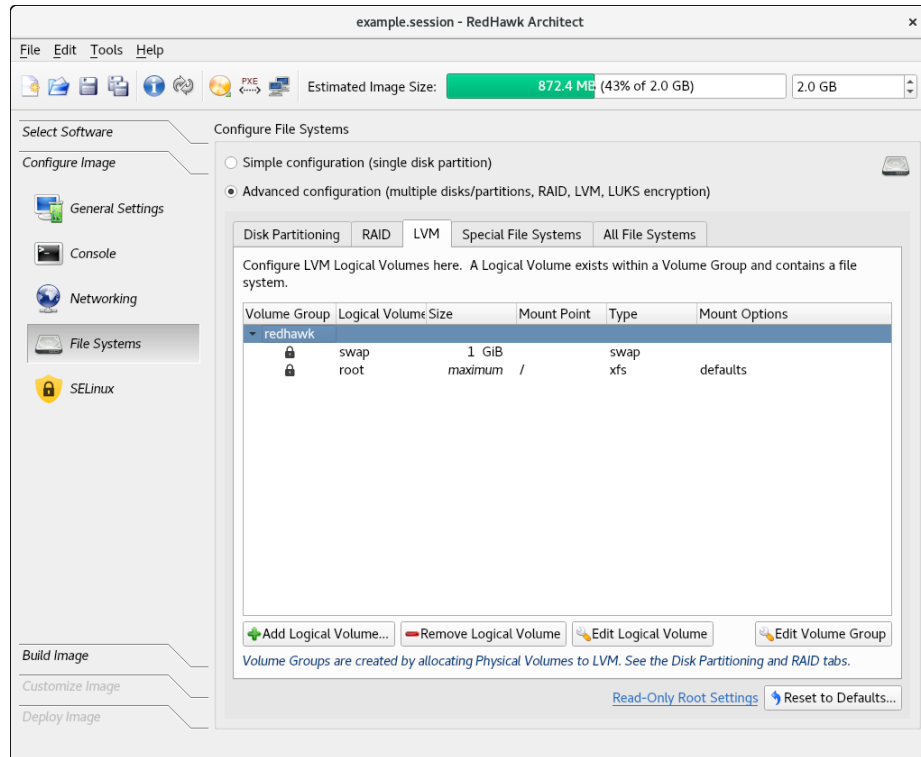 example.session - RedHawk Architect
File Edit Tools Help
PXE
Estimated Image Size: 872.4 MB (43% of 2.0 GB) 2.0 GB
Select Software
Configure File Systems
Configure Image
Simple configuration (single disk partition)
Advanced configuration (multiple disks/partitions, RAID, LVM, LUKS encryption)
General Settings
Console
Networking
File Systems
SELinux
Disk Partitioning RAID LVM Special File Systems All File Systems
Configure LVM Logical Volumes here. A Logical Volume exists within a Volume Group and contains a file
system.
Volume Group Logical Volume Size Mount Point Type Mount Options
redhawk
swap 1 GiB swap
root maximum / xfs defaults
Add Logical Volume... Remove Logical Volume Edit Logical Volume Edit Volume Group
Volume Groups are created by allocating Physical Volumes to LVM. See the Disk Partitioning and RAID tabs.
Build Image
Customize Image
Deploy Image
Read-Only Root Settings Reset to Defaults...